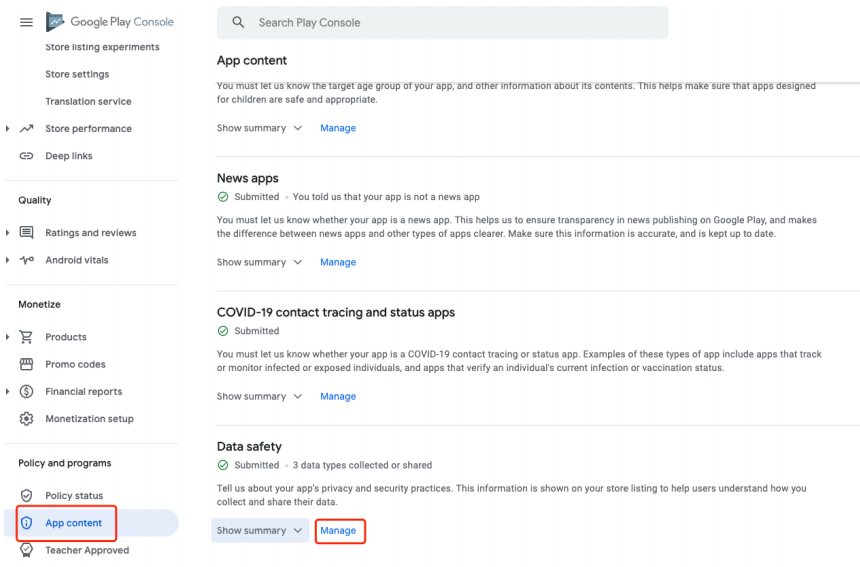 Google Play Console
Search Play Console
Store listing experiments
Store settings
Translation service
Store performance
Deep links
Quality
Ratings and reviews
Android vitals
Monetize
Products
Promo codes
Financial reports
Monetization setup
Policy and programs
Policy status
App content
Teacher Approved
App content
You must let us know the target age group of your app, and other information about its contents. This helps make sure that apps designed
for children are safe and appropriate.
Show summary
Manage
News apps
Submitted • You told us that your app is not a news app
You must let us know whether your app is a news app. This helps us to ensure transparency in news publishing on Google Play, and makes
the difference between news apps and other types of apps clearer. Make sure this information is accurate, and is kept up to date.
Show summary
Manage
COVID-19 contact tracing and status apps
Submitted
You must let us know whether your app is a COVID-19 contact tracing or status app. Examples of these types of app include apps that track
or monitor infected or exposed individuals, and apps that verify an individual's current infection or vaccination status.
Show summary
Manage
Data safety
Submitted • 3 data types collected or shared
Tell us about your app's privacy and security practices. This information is shown on your store listing to help users understand how you
collect and share their data.
Show summary
Manage